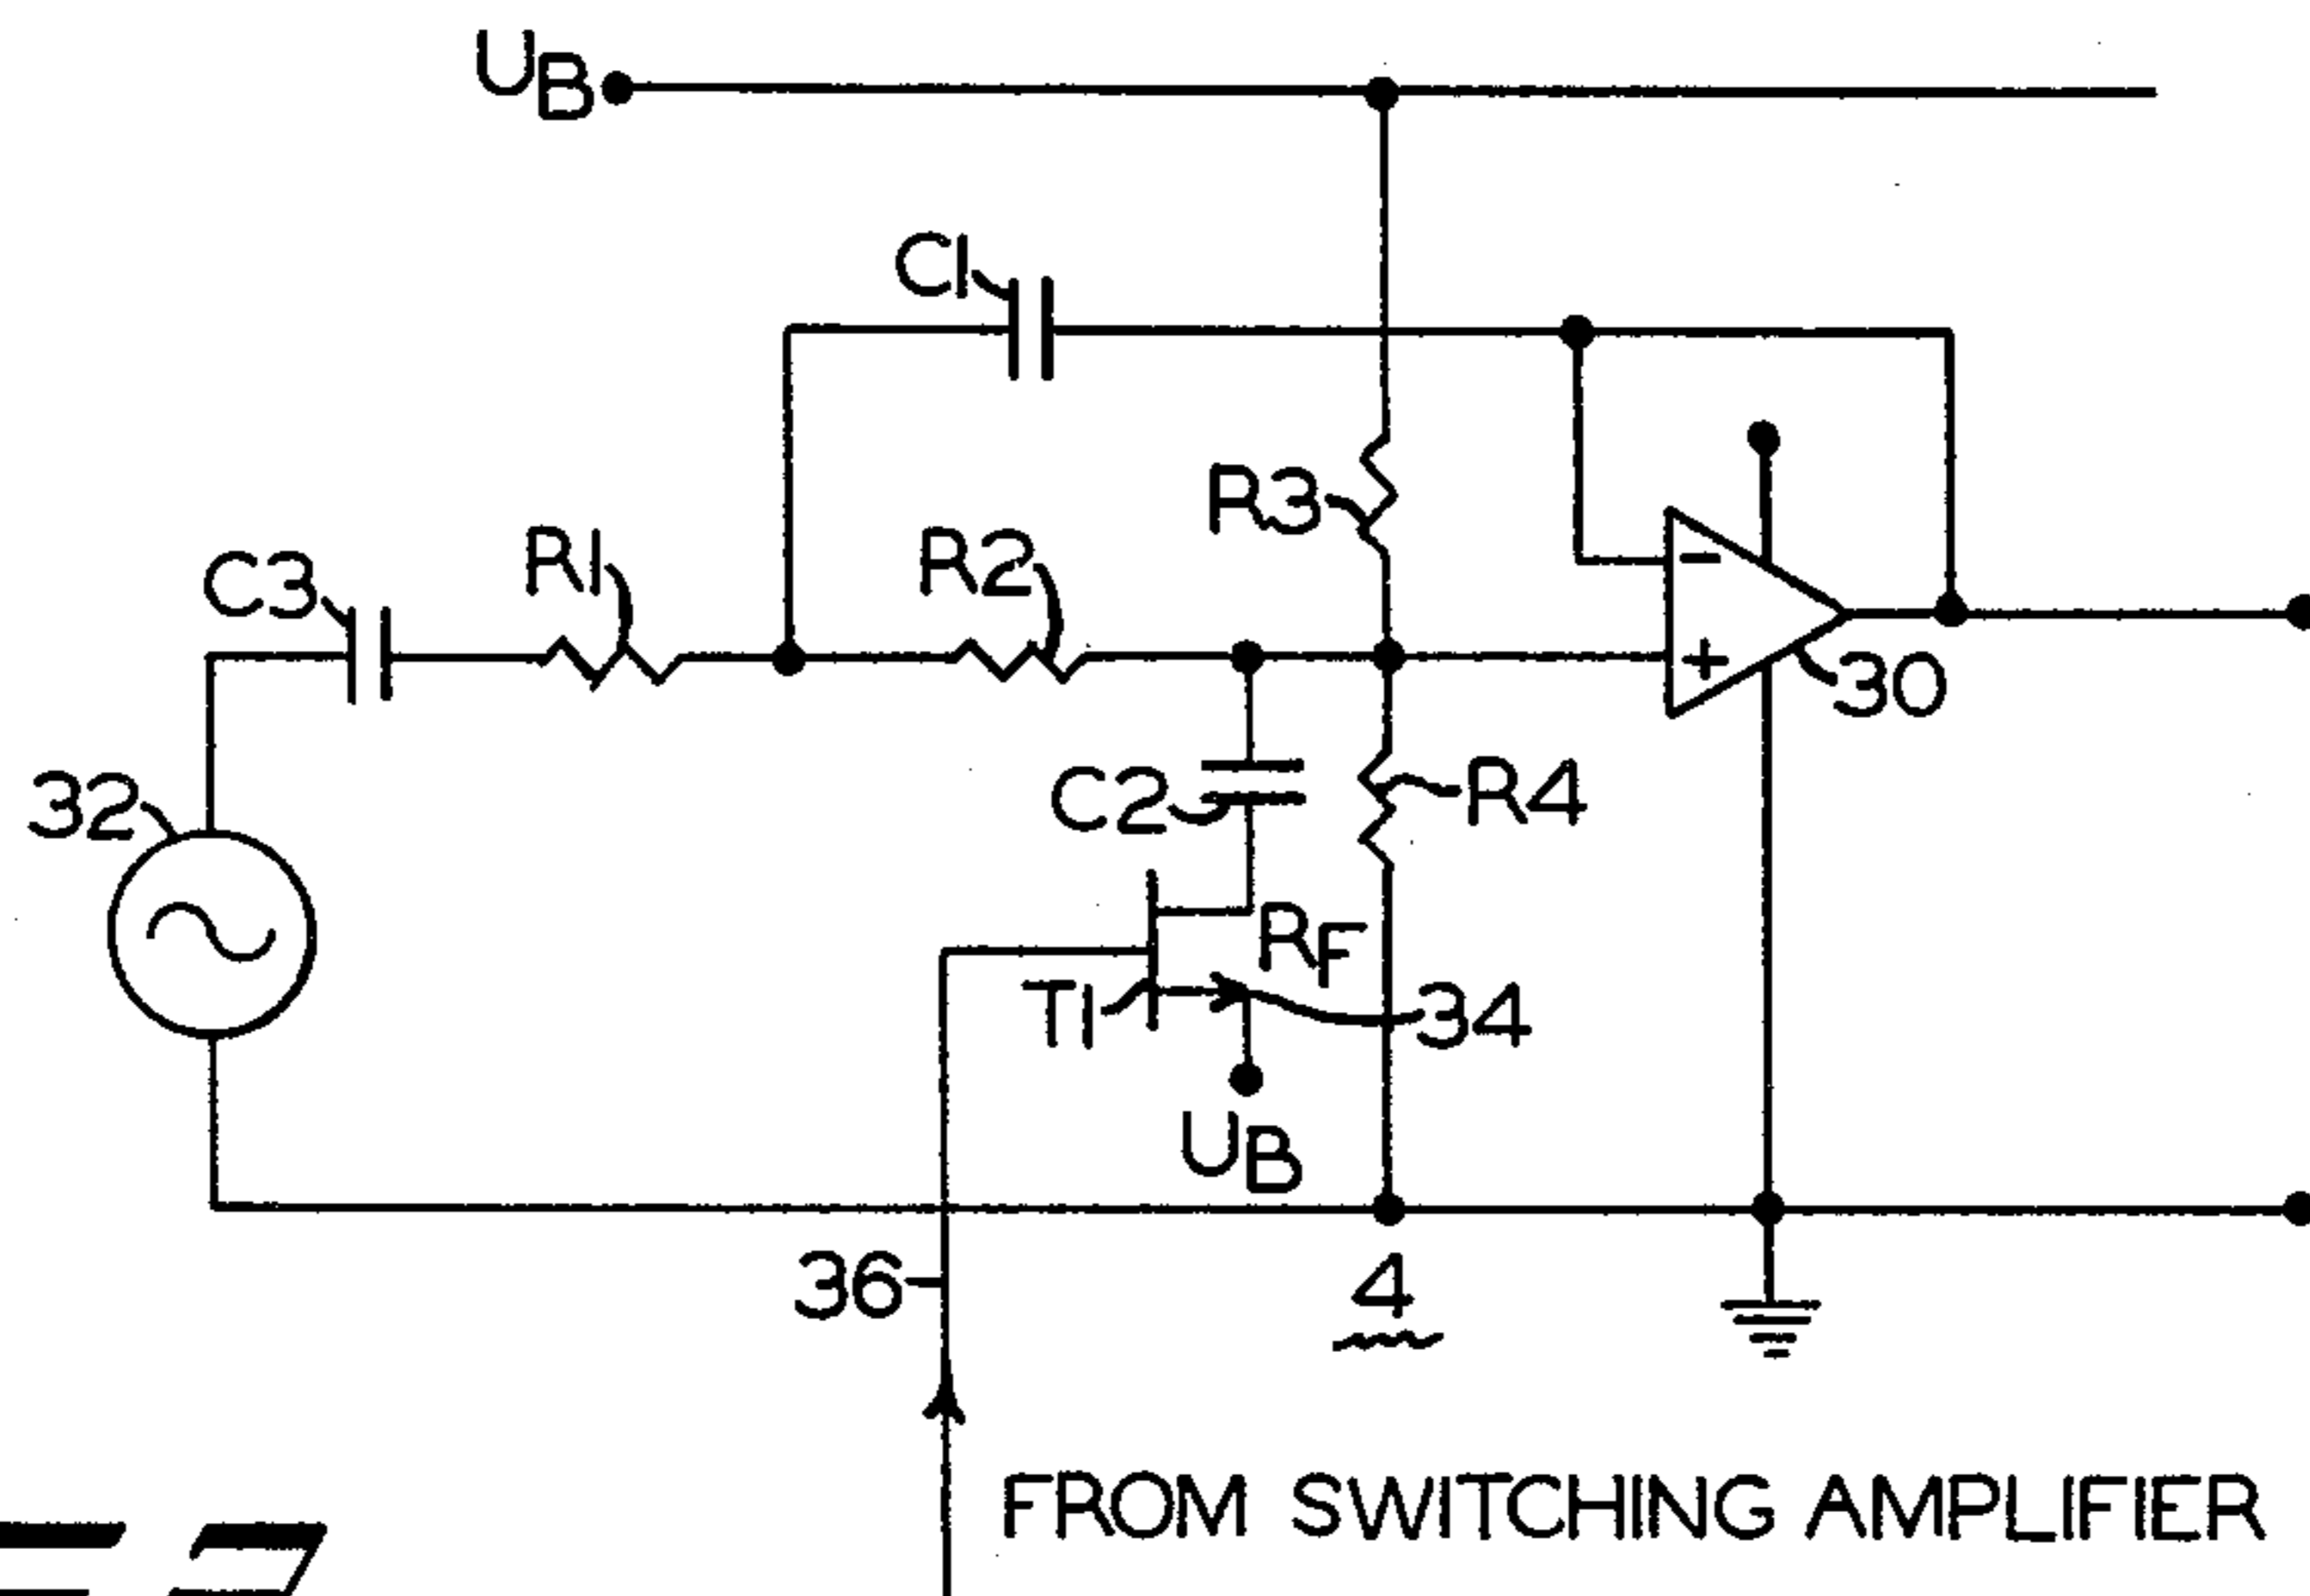 UB
C1
R3
R1
R2
C3
30
32
C2
R4
RF
T1
34
UB
36
4
FROM SWITCHING AMPLIFIER